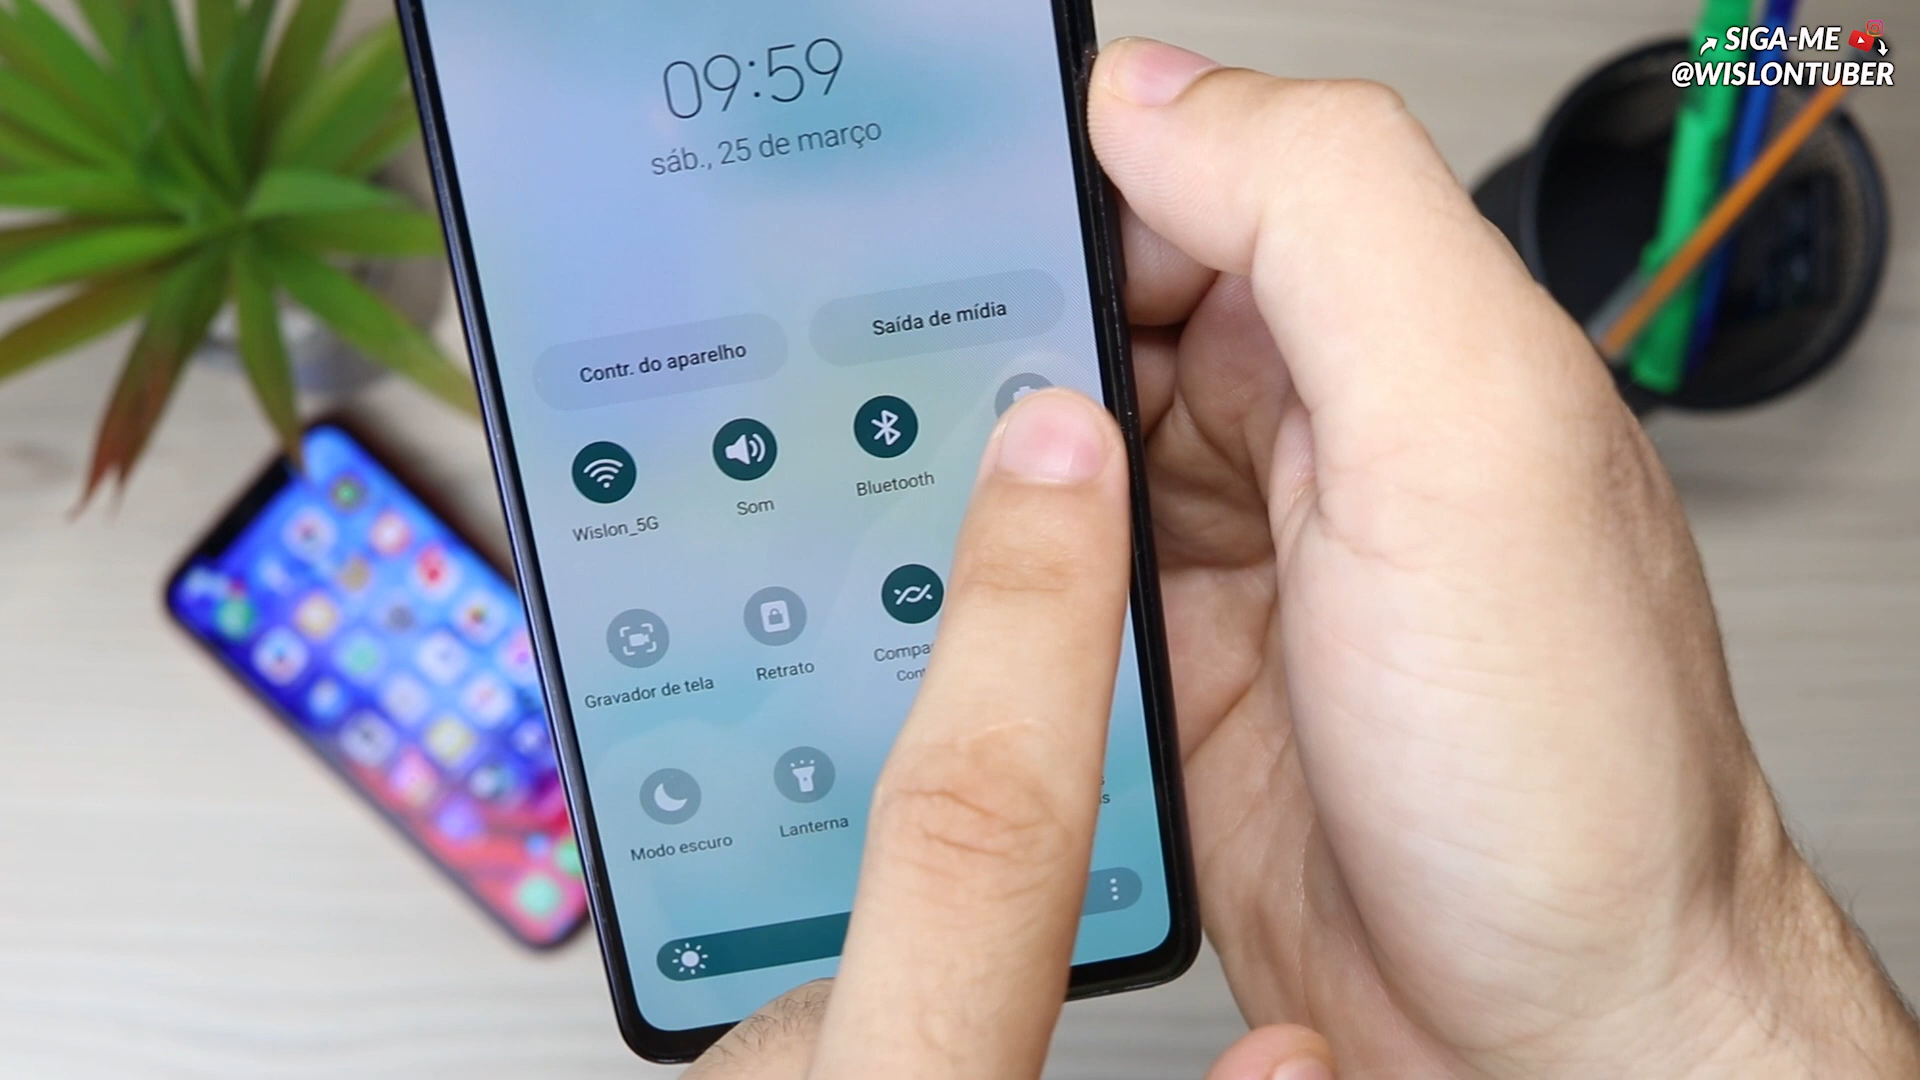 SIGA-ME
@WISLONTUBER
09:59
sáb., 25 de março
Contr. do aparelho
Saída de mídia
Wislon_5G
Som
Bluetooth
Gravador de tela
Retrato
Modo escuro
Lanterna